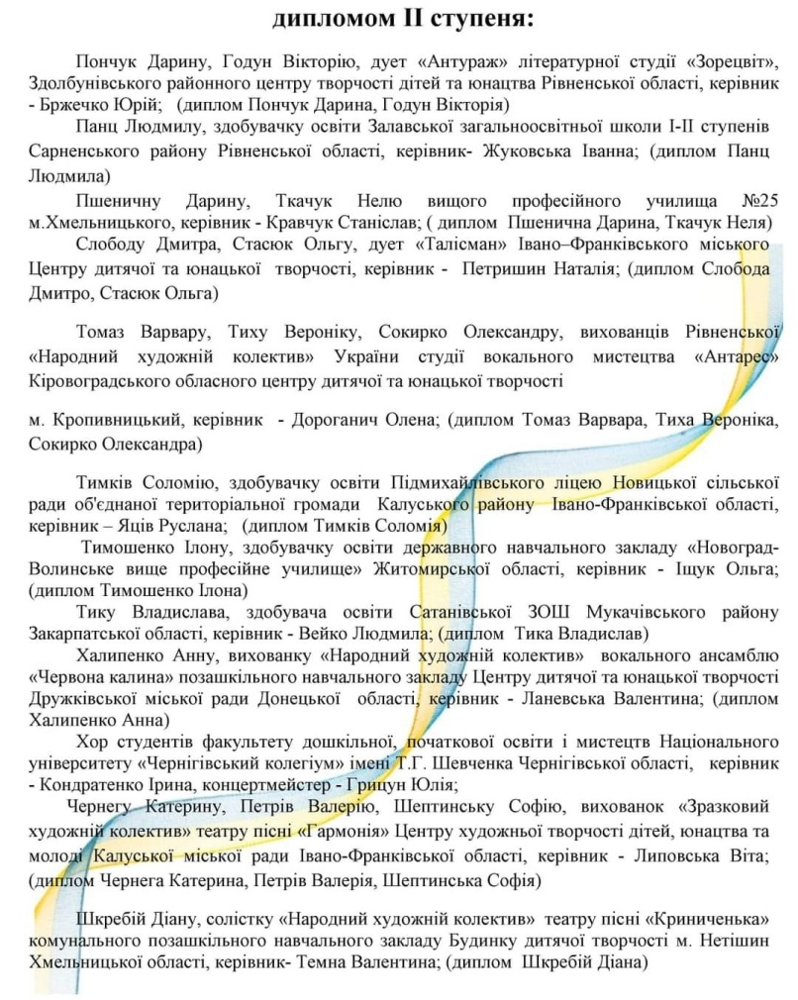 дипломом ІІ ступеня:
Пончук Дарину, Годун Вікторію, дует «Антураж» літературної студії «Зорецвіт»,
Здолбунівського районного центру творчості дітей та юнацтва Рівненської області, керівник
- Бржечко Юрій; (диплом Пончук Дарина, Годун Вікторія)
Панц Людмилу, здобувачку освіти Залавської загальноосвітньої школи І-ІІ ступенів
Сарненського району Рівненської області, керівник- Жуковська Іванна; (диплом Панц
Людмила)
Пшеничну Дарину, Ткачук Нелю вищого професійного училища №25
м.Хмельницького, керівник - Кравчук Станіслав; ( диплом Пшенична Дарина, Ткачук Неля)
Слободу Дмитра, Стасюк Ольгу, дует «Талісман» Івано–Франківського міського
Центру дитячої та юнацької творчості, керівник - Петришин Наталія; (диплом Слобода
Дмитро, Стасюк Ольга)
Томаз Варвару, Тиху Вероніку, Сокирко Олександру, вихованців Рівненської
«Народний художній колектив» України студії вокального мистецтва «Антарес»
Кіровоградського обласного центру дитячої та юнацької творчості
м. Кропивницький, керівник - Дороганич Олена; (диплом Томаз Варвара, Тиха Вероніка,
Сокирко Олександра)
Тимків Соломію, здобувачку освіти Підмихайлівського ліцею Новицької сільської
ради об'єднаної територіальної громади Калуського району Івано-Франківської області,
керівник – Яців Руслана; (диплом Тимків Соломія)
Тимошенко Ілону, здобувачку освіти державного навчального закладу «Новоград-
Волинське вище професійне училище» Житомирської області, керівник - Іщук Ольга;
(диплом Тимошенко Ілона)
Тику Владислава, здобувача освіти Сатанівської ЗОШ Мукачівського району
Закарпатської області, керівник - Вейко Людмила; (диплом Тика Владислав)
Халипенко Анну, вихованку «Народний художній колектив» вокального ансамблю
«Червона калина» позашкільного навчального закладу Центру дитячої та юнацької творчості
Дружківської міської ради Донецької області, керівник - Ланевська Валентина; (диплом
Халипенко Анна)
Хор студентів факультету дошкільної, початкової освіти і мистецтв Національного
університету «Чернігівський колегіум» імені Т.Г. Шевченка Чернігівської області, керівник
- Кондратенко Ірина, концертмейстер - Грицун Юлія;
Чернегу Катерину, Петрів Валерію, Шептинську Софію, вихованок «Зразковий
художній колектив» театру пісні «Гармонія» Центру художньої творчості дітей, юнацтва та
молоді Калуської міської ради Івано-Франківської області, керівник - Липовська Віта;
(диплом Чернега Катерина, Петрів Валерія, Шептинська Софія)
Шкребій Діану, солістку «Народний художній колектив» театру пісні «Криниченька»
комунального позашкільного навчального закладу Будинку дитячої творчості м. Нетішин
Хмельницької області, керівник- Темна Валентина; (диплом Шкребій Діана)